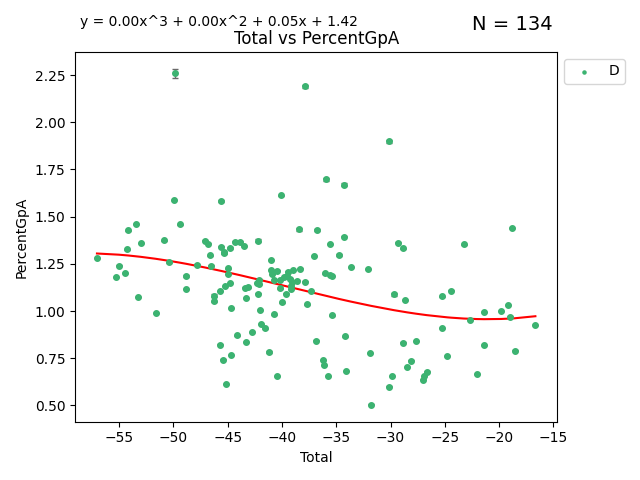 y = 0.00x^3 + 0.00x^2 + 0.05x + 1.42
N = 134
Total vs PercentGpA
D
PercentGpA
2.25
2.00
1.75
1.50
1.25
1.00
0.75
0.50
−55 −50 −45 −40 −35 −30 −25 −20 −15
Total